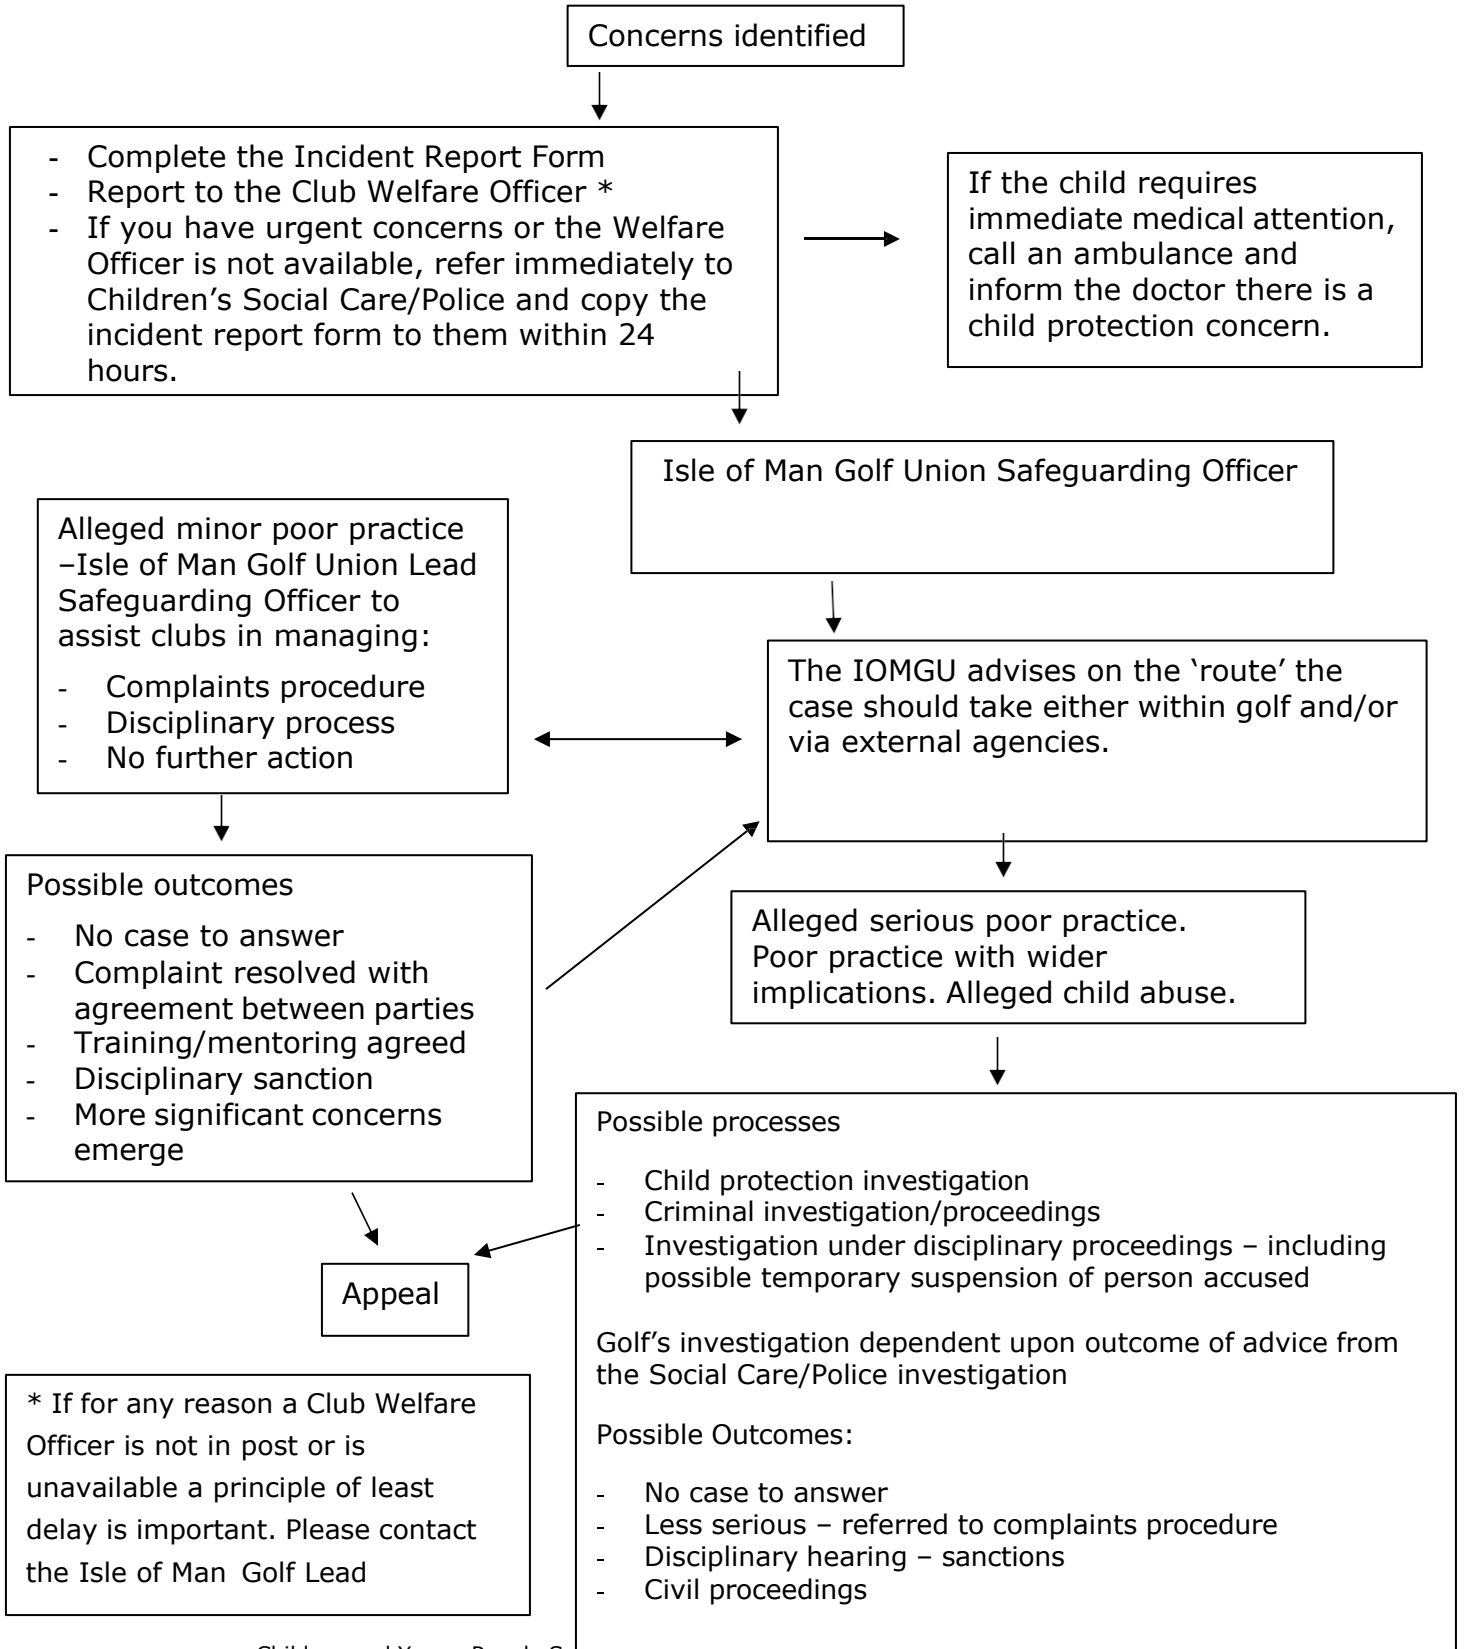 Concerns identified
- Complete the Incident Report Form
- Report to the Club Welfare Officer *
- If you have urgent concerns or the Welfare
Officer is not available, refer immediately to
Children’s Social Care/Police and copy the
incident report form to them within 24
hours.
If the child requires
immediate medical attention,
call an ambulance and
inform the doctor there is a
child protection concern.
Isle of Man Golf Union Safeguarding Officer
Alleged minor poor practice
–Isle of Man Golf Union Lead
Safeguarding Officer to
assist clubs in managing:
- Complaints procedure
- Disciplinary process
- No further action
The IOMGU advises on the ‘route’ the
case should take either within golf and/or
via external agencies.
Possible outcomes
- No case to answer
- Complaint resolved with
agreement between parties
- Training/mentoring agreed
- Disciplinary sanction
- More significant concerns
emerge
Alleged serious poor practice.
Poor practice with wider
implications. Alleged child abuse.
Possible processes
- Child protection investigation
- Criminal investigation/proceedings
- Investigation under disciplinary proceedings – including
possible temporary suspension of person accused
Golf’s investigation dependent upon outcome of advice from
the Social Care/Police investigation
Possible Outcomes:
- No case to answer
- Less serious – referred to complaints procedure
- Disciplinary hearing – sanctions
- Civil proceedings
Appeal
* If for any reason a Club Welfare
Officer is not in post or is
unavailable a principle of least
delay is important. Please contact
the Isle of Man Golf Lead